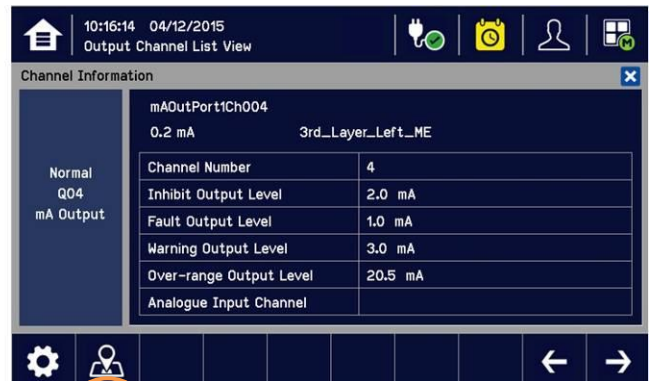 10:16:14 04/12/2015
Output Channel List View
M
Channel Information
mAOutPort1Ch004
0.2 mA 3rd_Layer_Left_ME
Normal
Q04
mA Output
Channel Number 4
Inhibit Output Level 2.0 mA
Fault Output Level 1.0 mA
Warning Output Level 3.0 mA
Over-range Output Level 20.5 mA
Analogue Input Channel